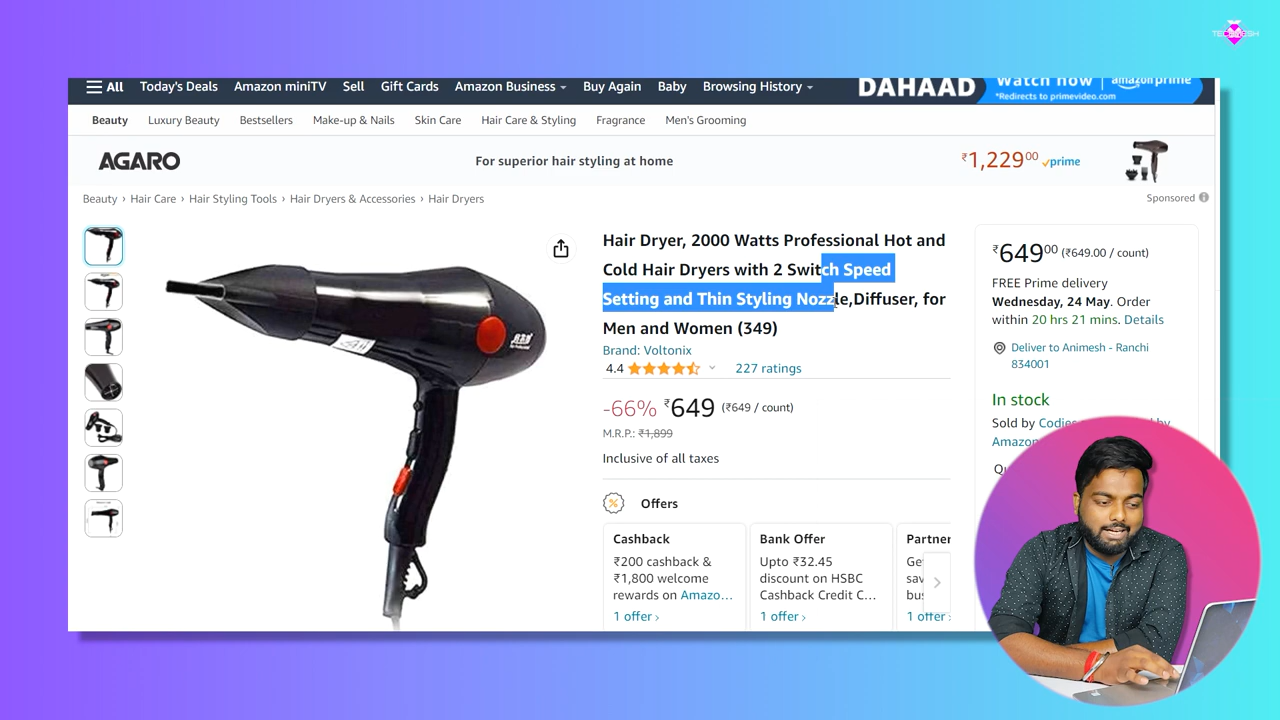 All Today's Deals Amazon miniTV Sell Gift Cards Amazon Business Buy Again Baby Browsing History
DAHAAD Watch now amazon prime
*Redirects to primevideo.com
Beauty Luxury Beauty Bestsellers Make-up & Nails Skin Care Hair Care & Styling Fragrance Men's Grooming
AGARO For superior hair styling at home ₹1,229⁰⁰ prime
Beauty › Hair Care › Hair Styling Tools › Hair Dryers & Accessories › Hair Dryers
Sponsored
Hair Dryer, 2000 Watts Professional Hot and
Cold Hair Dryers with 2 Switch Speed
Setting and Thin Styling Nozzle,Diffuser, for
Men and Women (349)
Brand: Voltonix
4.4 227 ratings
-66% ₹649 (₹649 / count)
M.R.P.: ₹1,899
Inclusive of all taxes
Offers
Cashback
₹200 cashback &
₹1,800 welcome
rewards on Amazo...
1 offer ›
Bank Offer
Upto ₹32.45
discount on HSBC
Cashback Credit C...
1 offer ›
Partner
Ge
sav
bus
1 offer ›
₹649⁰⁰ (₹649.00 / count)
FREE Prime delivery
Wednesday, 24 May. Order
within 20 hrs 21 mins. Details
Deliver to Animesh - Ranchi
834001
In stock
Sold by
Amazon